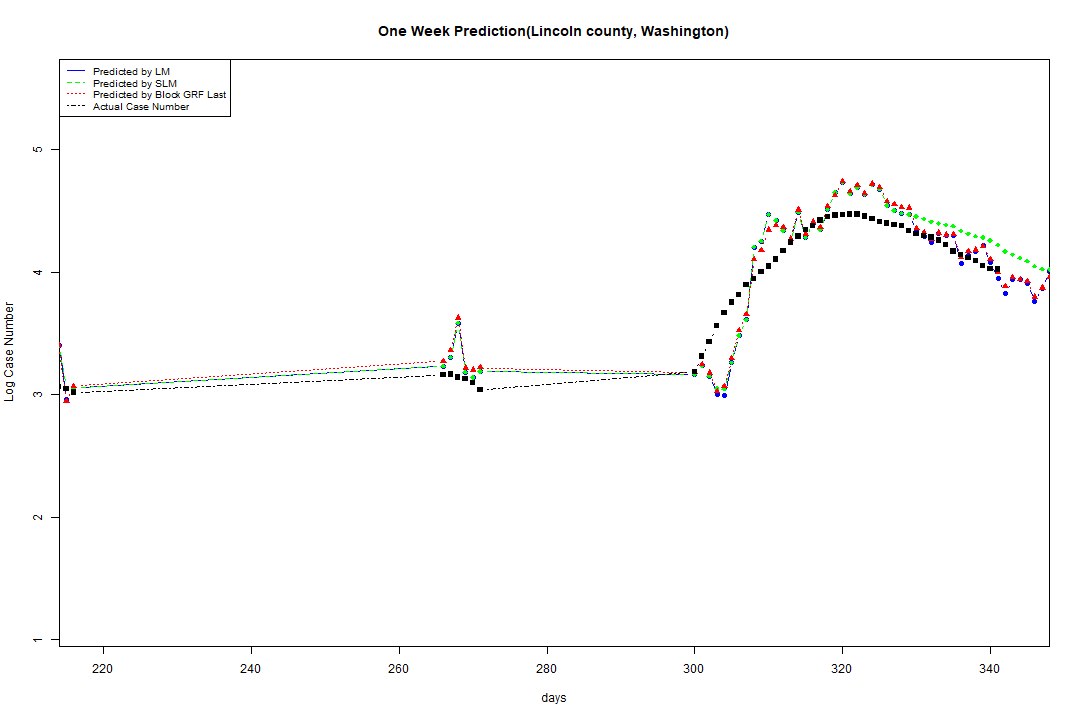 One Week Prediction(Lincoln county, Washington)
Predicted by LM
Predicted by SLM
Predicted by Block GRF Last
Actual Case Number
5
4
3
2
1
Log Case Number
220 240 260 280 300 320 340
days